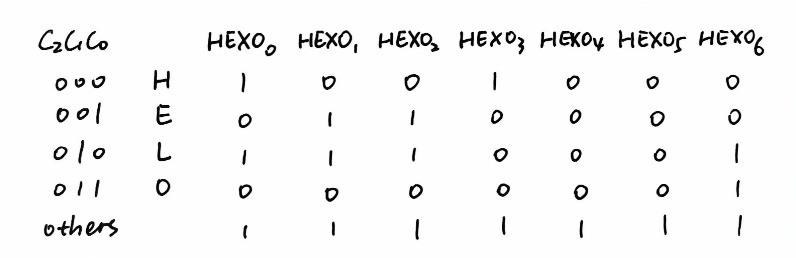 C₂C₁C₀ HEX0₀ HEX0₁ HEX0₂ HEX0₃ HEX0₄ HEX0₅ HEX0₆
000 H 1 0 0 1 0 0 0
001 E 0 1 1 0 0 0 0
010 L 1 1 1 0 0 0 1
011 O 0 0 0 0 0 0 1
others 1 1 1 1 1 1 1